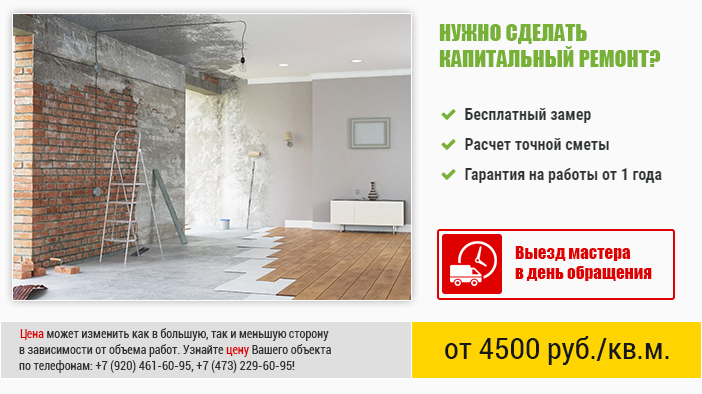 НУЖНО СДЕЛАТЬ
КАПИТАЛЬНЫЙ РЕМОНТ?
Бесплатный замер
Расчет точной сметы
Гарантия на работы от 1 года
Выезд мастера
в день обращения
Цена может изменить как в большую, так и меньшую сторону
в зависимости от объема работ. Узнайте цену Вашего объекта
по телефонам: +7 (920) 461-60-95, +7 (473) 229-60-95!
от 4500 руб./кв.м.